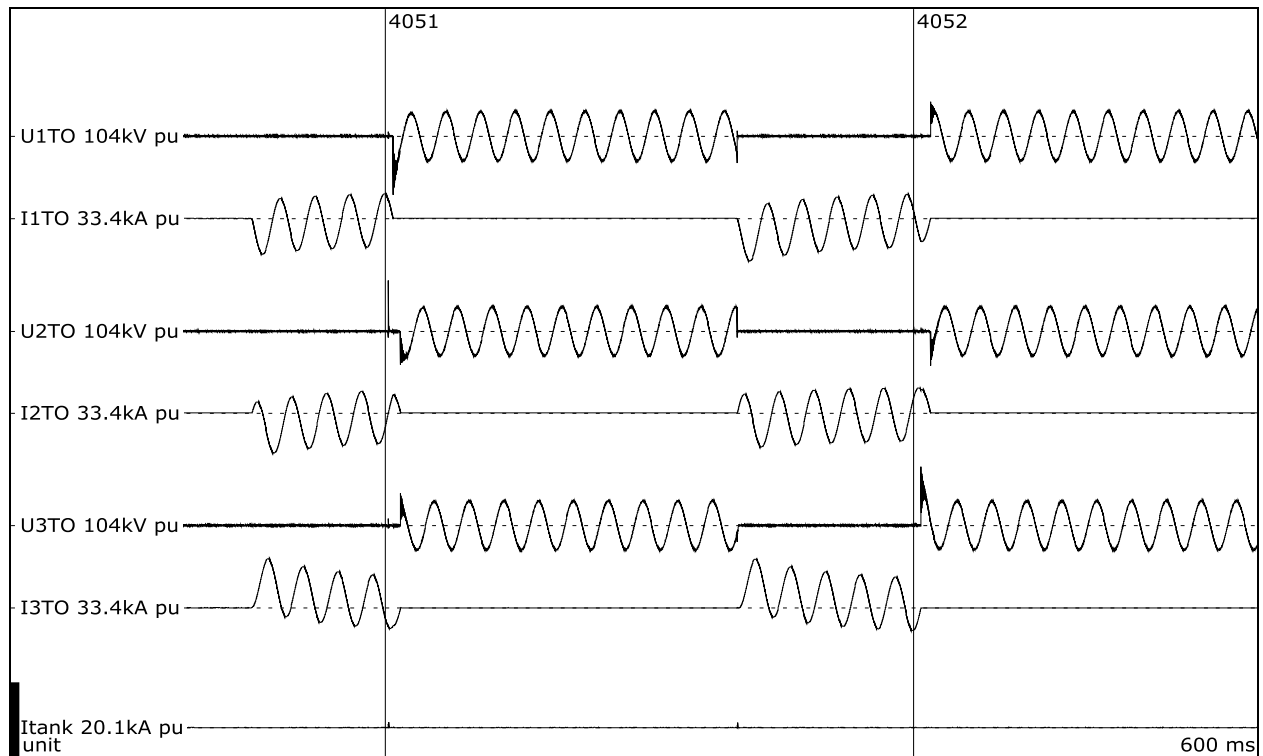 4051
4052
U1TO 104kV pu
I1TO 33.4kA pu
U2TO 104kV pu
I2TO 33.4kA pu
U3TO 104kV pu
I3TO 33.4kA pu
Itank 20.1kA pu
unit
600 ms